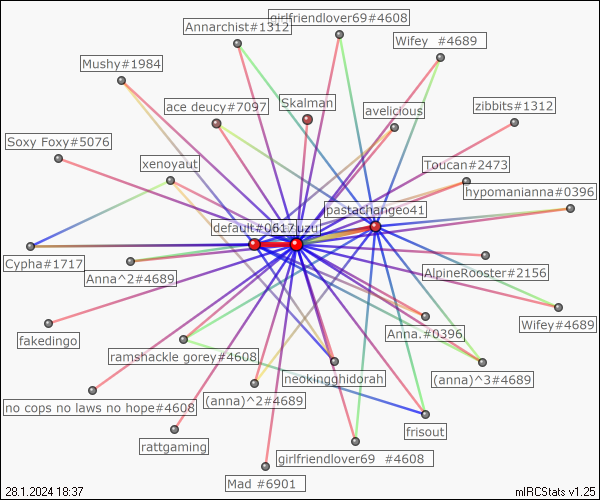 girlfriendlover69#4608
Annarchist#1312
Wifey  #4689
Mushy#1984
ace deucy#7097
Skalman
avelicious
zibbits#1312
Soxy Foxy#5076
xenoyaut
Toucan#2473
hypomanianna#0396
pastachangeo41
default#0617
uzu
Cypha#1717
Anna^2#4689
AlpineRooster#2156
Wifey#4689
fakedingo
Anna.#0396
ramshackle gorey#4608
neokingghidorah
(anna)^3#4689
no cops no laws no hope#4608
(anna)^2#4689
frisout
rattgaming
girlfriendlover69  #4608
Mad #6901
28.1.2024 18:37
mIRCStats v1.25